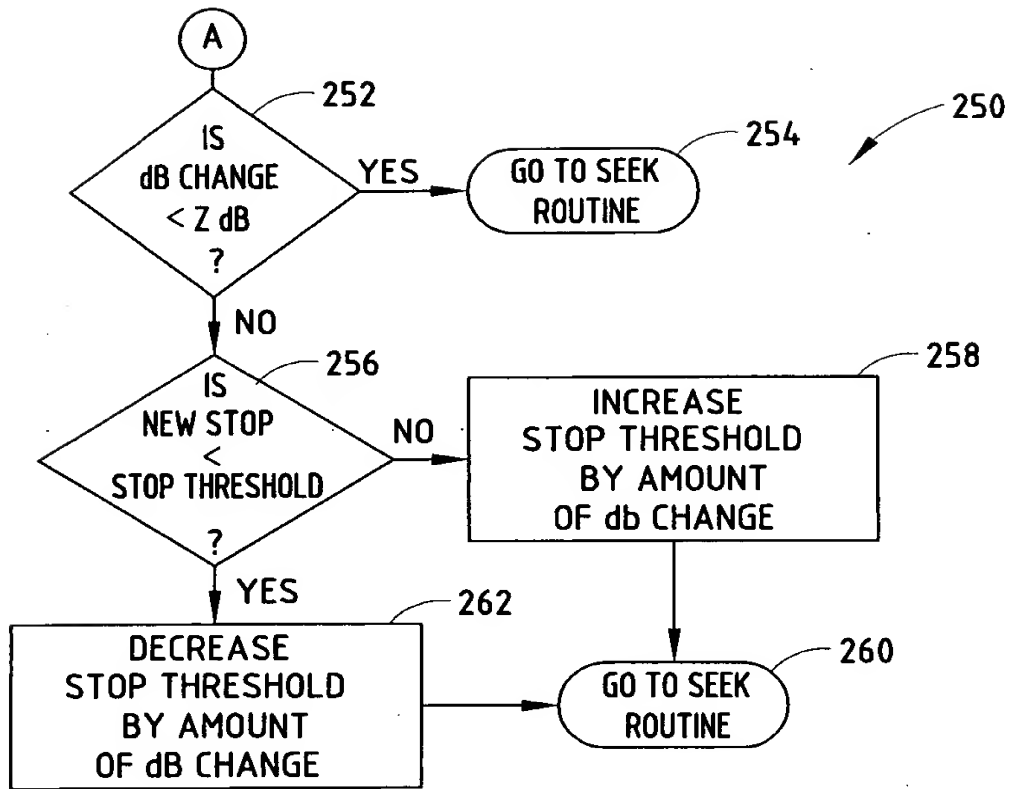 A
252
IS
dB CHANGE
< Z dB
?
YES
254
GO TO SEEK
ROUTINE
250
NO
256
IS
NEW STOP
<
STOP THRESHOLD
?
NO
258
INCREASE
STOP THRESHOLD
BY AMOUNT
OF db CHANGE
YES
262
DECREASE
STOP THRESHOLD
BY AMOUNT
OF dB CHANGE
260
GO TO SEEK
ROUTINE